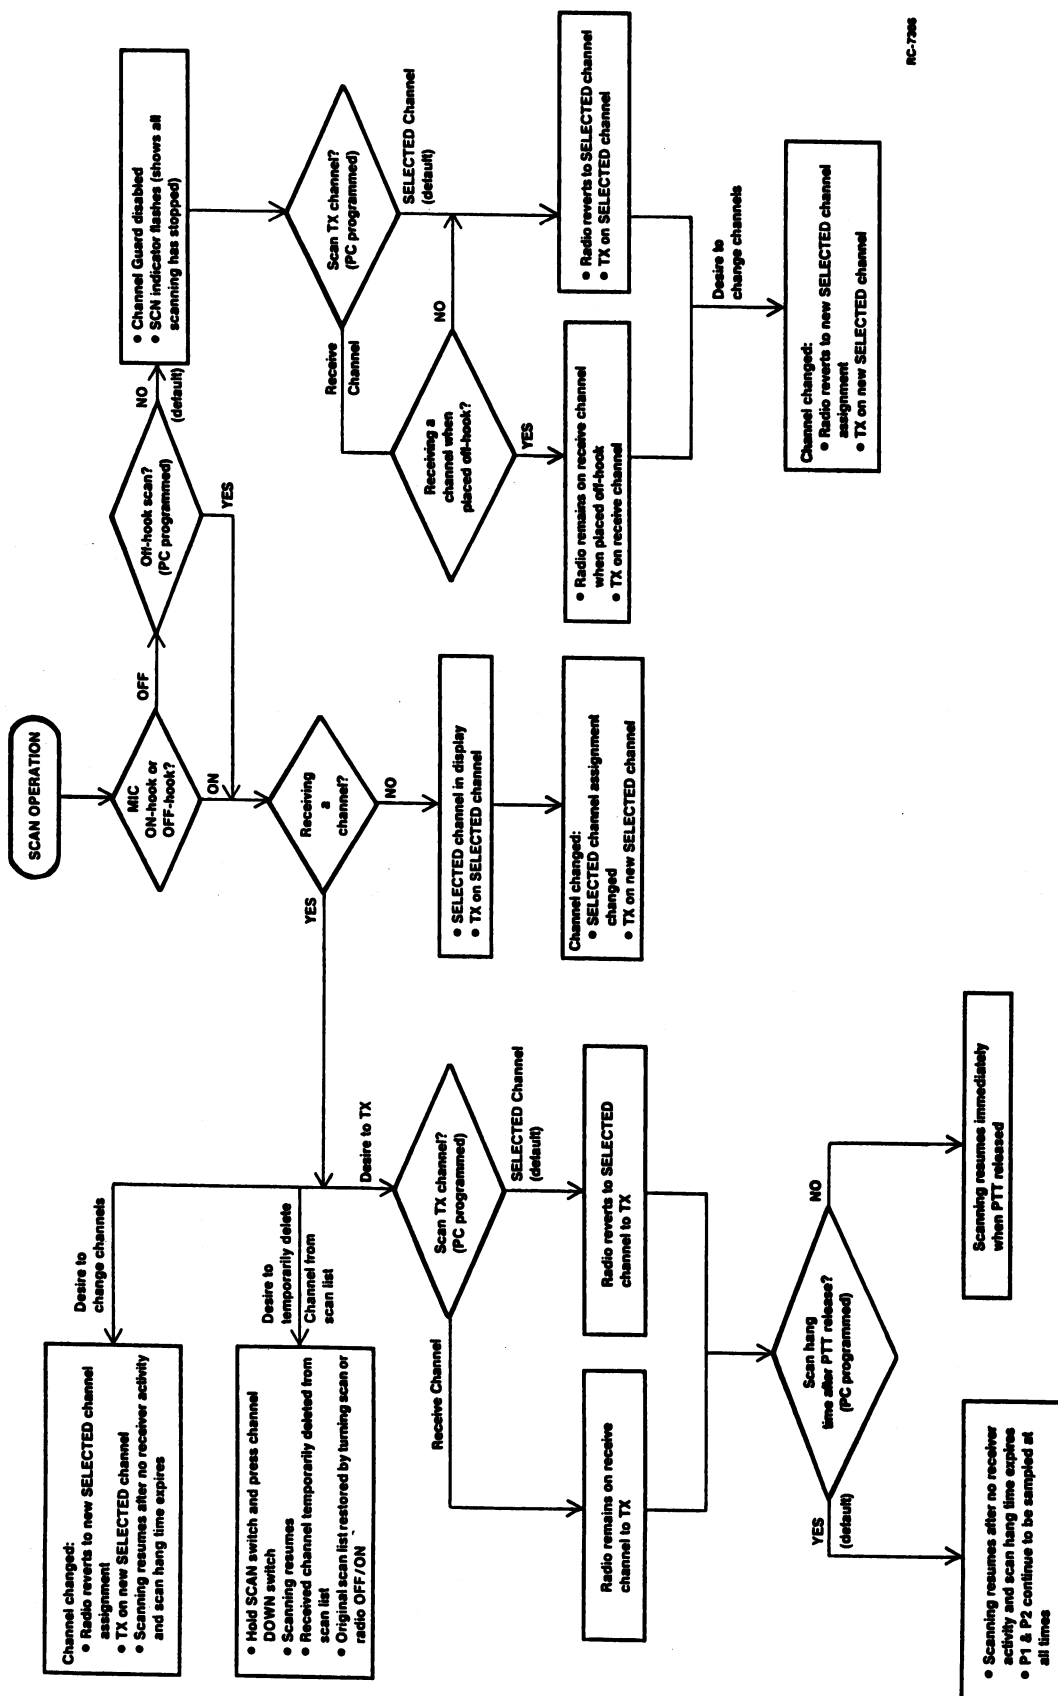 SCAN OPERATION
MIC
ON-hook or
OFF-hook?
OFF
ON
Off-hook scan?
(PC programmed)
NO
(default)
YES
● Channel Guard disabled
● SCN indicator flashes (shows all
scanning has stopped)
Scan TX channel?
(PC programmed)
Receive
Channel
SELECTED Channel
(default)
Receiving a
channel when
placed off-hook?
NO
YES
● Radio remains on receive channel
when placed off-hook
● TX on receive channel
● Radio reverts to SELECTED channel
● TX on SELECTED channel
Desire to
change channels
Channel changed:
● Radio reverts to new SELECTED channel
assignment
● TX on new SELECTED channel
Receiving
a
channel?
YES
NO
● SELECTED channel in display
● TX on SELECTED channel
Channel changed:
● SELECTED channel assignment
changed
● TX on new SELECTED channel
Desire to
change channels
Channel changed:
● Radio reverts to new SELECTED channel
assignment
● TX on new SELECTED channel
● Scanning resumes after no receiver activity
and scan hang time expires
Desire to
temporarily delete
Channel from
scan list
● Hold SCAN switch and press channel
DOWN switch
● Scanning resumes
● Received channel temporarily deleted from
scan list
● Original scan list restored by turning scan or
radio OFF/ON
Desire to TX
Scan TX channel?
(PC programmed)
Receive Channel
SELECTED Channel
(default)
Radio remains on receive
channel to TX
Radio reverts to SELECTED
channel to TX
Scan hang
time after PTT release?
(PC programmed)
YES
(default)
NO
● Scanning resumes after no receiver
activity and scan hang time expires
● P1 & P2 continue to be sampled at
all times
Scanning resumes immediately
when PTT released
RC-7386